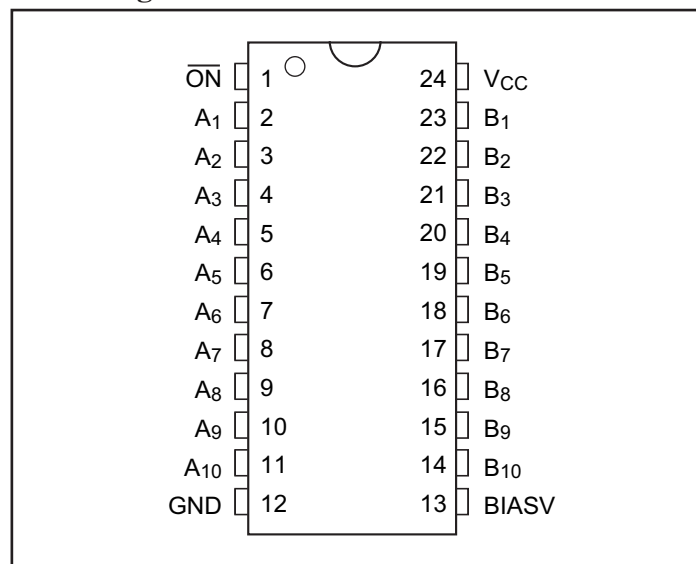 O̅N̅ 1 24 VCC
A1 2 23 B1
A2 3 22 B2
A3 4 21 B3
A4 5 20 B4
A5 6 19 B5
A6 7 18 B6
A7 8 17 B7
A8 9 16 B8
A9 10 15 B9
A10 11 14 B10
GND 12 13 BIASV